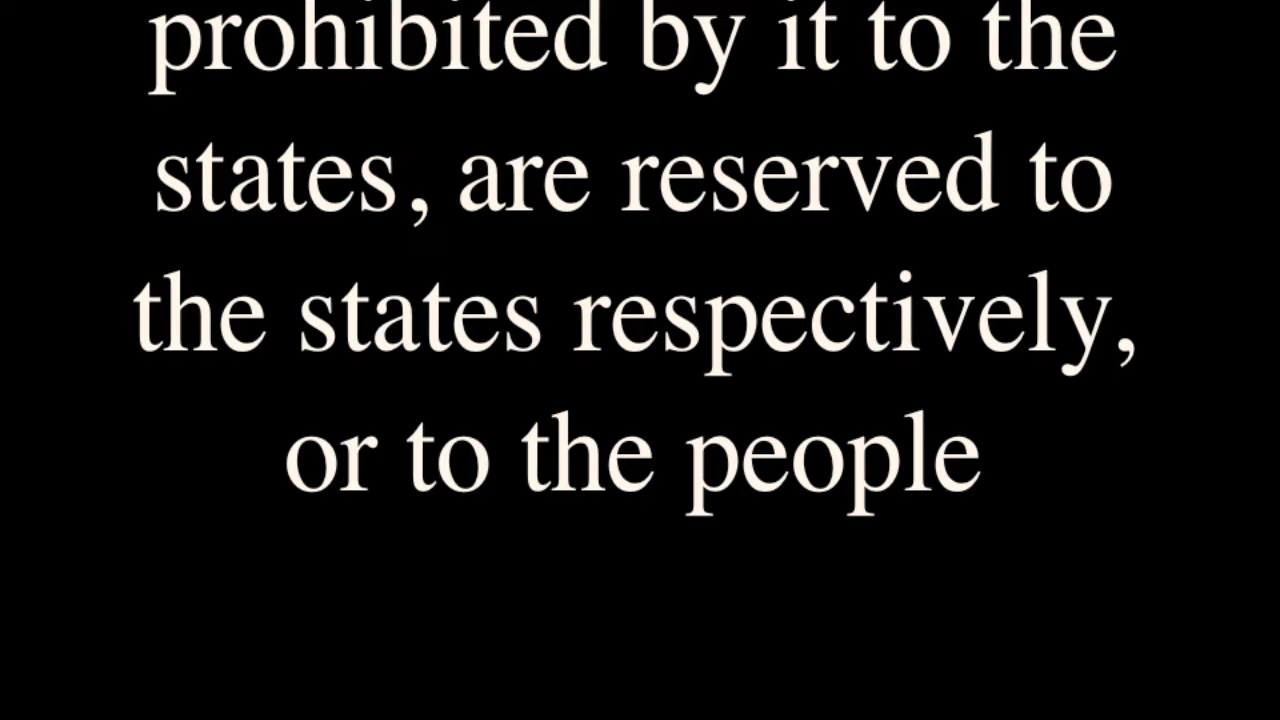 prohibited by it to the
states, are reserved to
the states respectively,
or to the people